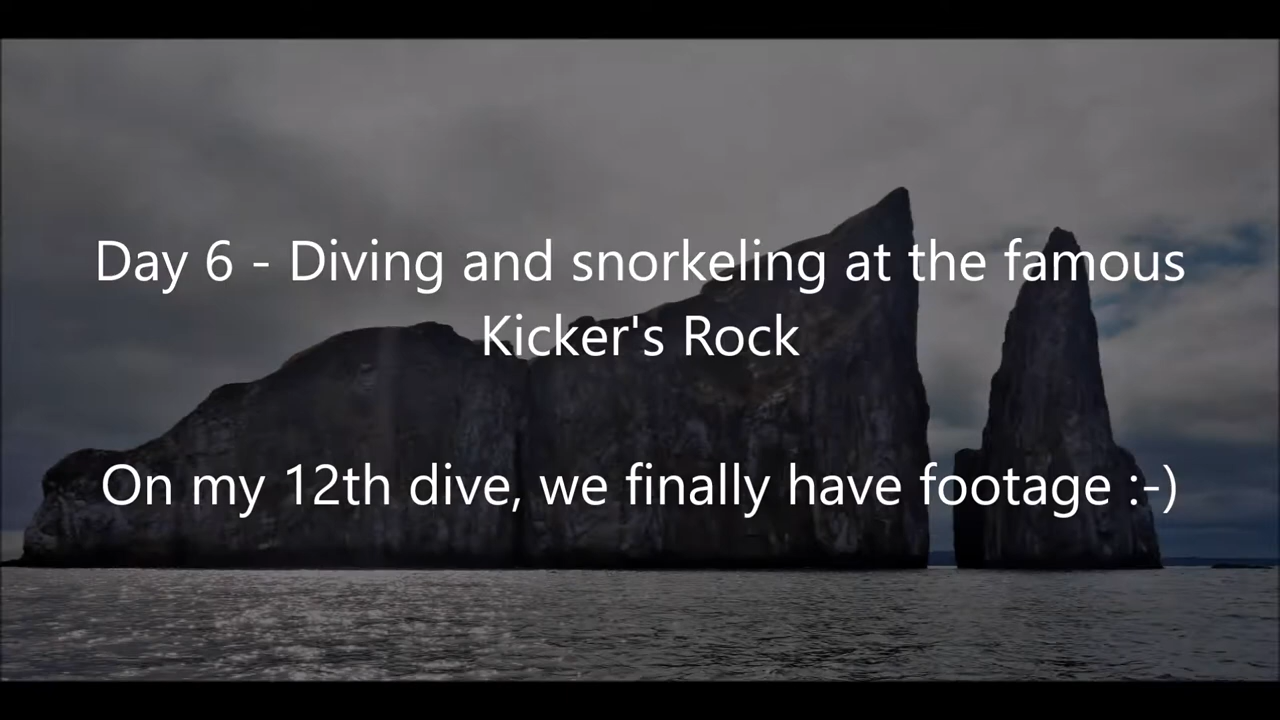 Day 6 - Diving and snorkeling at the famous
Kicker's Rock
On my 12th dive, we finally have footage :-)